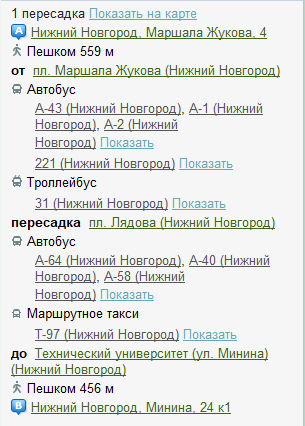 1 пересадка Показать на карте
A Нижний Новгород, Маршала Жукова, 4
Пешком 559 м
от пл. Маршала Жукова (Нижний Новгород)
Автобус
А-43 (Нижний Новгород), А-1 (Нижний
Новгород), А-2 (Нижний
Новгород) Показать
221 (Нижний Новгород) Показать
Троллейбус
31 (Нижний Новгород) Показать
пересадка пл. Лядова (Нижний Новгород)
Автобус
А-64 (Нижний Новгород), А-40 (Нижний
Новгород), А-58 (Нижний
Новгород) Показать
Маршрутное такси
Т-97 (Нижний Новгород) Показать
до Технический университет (ул. Минина)
(Нижний Новгород)
Пешком 456 м
B Нижний Новгород, Минина, 24 к1